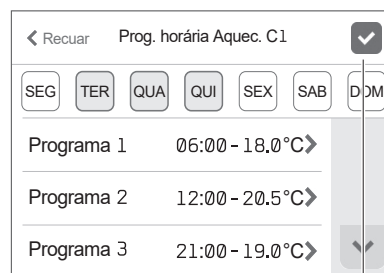 Recuar Prog. horária Aquec. C1
SEG TER QUA QUI SEX SAB DOM
Programa 1 06:00 - 18.0°C
Programa 2 12:00 - 20.5°C
Programa 3 21:00 - 19.0°C